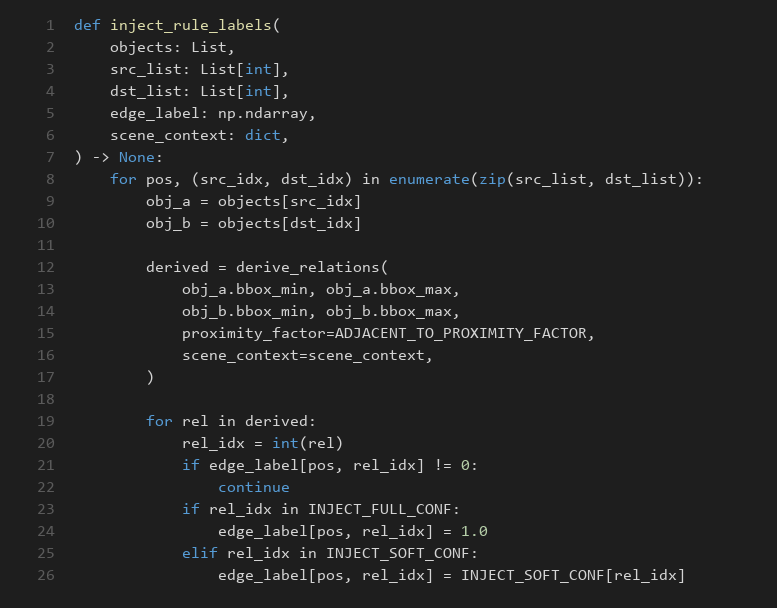 1 def inject_rule_labels(
2     objects: List,
3     src_list: List[int],
4     dst_list: List[int],
5     edge_label: np.ndarray,
6     scene_context: dict,
7 ) -> None:
8     for pos, (src_idx, dst_idx) in enumerate(zip(src_list, dst_list)):
9         obj_a = objects[src_idx]
10         obj_b = objects[dst_idx]
11
12         derived = derive_relations(
13             obj_a.bbox_min, obj_a.bbox_max,
14             obj_b.bbox_min, obj_b.bbox_max,
15             proximity_factor=ADJACENT_TO_PROXIMITY_FACTOR,
16             scene_context=scene_context,
17         )
18
19         for rel in derived:
20             rel_idx = int(rel)
21             if edge_label[pos, rel_idx] != 0:
22                 continue
23             if rel_idx in INJECT_FULL_CONF:
24                 edge_label[pos, rel_idx] = 1.0
25             elif rel_idx in INJECT_SOFT_CONF:
26                 edge_label[pos, rel_idx] = INJECT_SOFT_CONF[rel_idx]